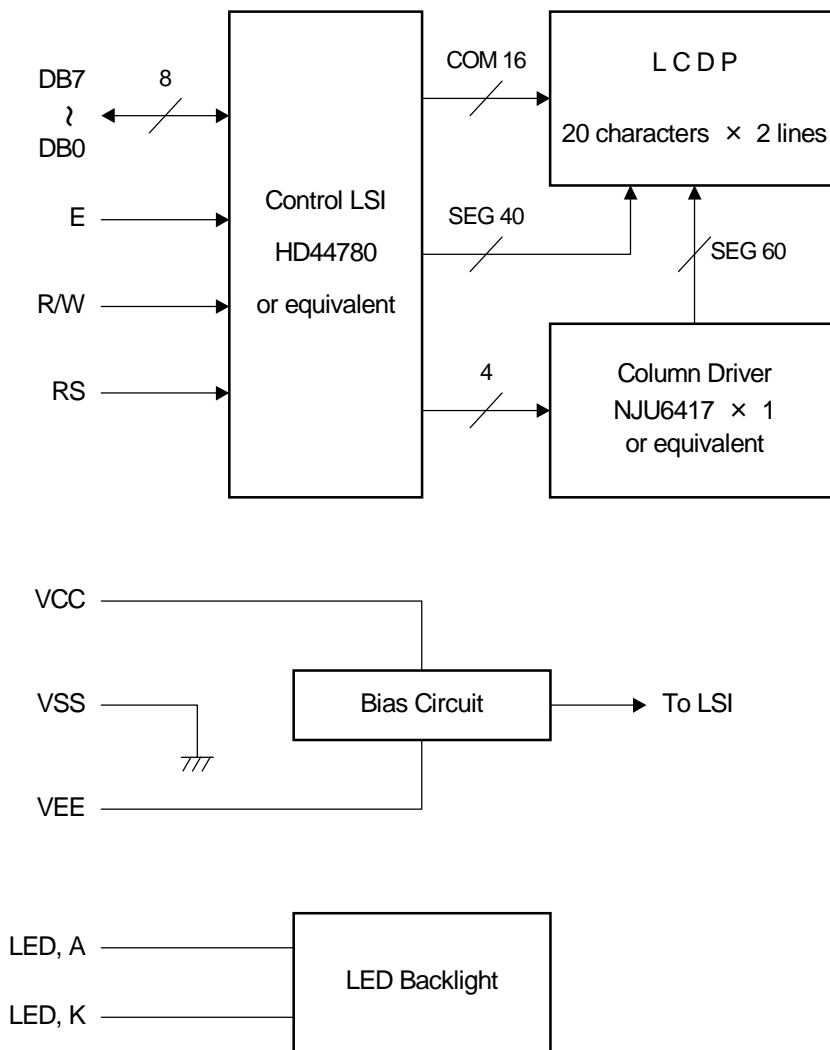 DB7
~
DB0
8
E
R/W
RS
Control LSI
HD44780
or equivalent
COM 16
SEG 40
4
L C D P
20 characters × 2 lines
SEG 60
Column Driver
NJU6417 × 1
or equivalent
VCC
VSS
VEE
Bias Circuit
To LSI
LED, A
LED, K
LED Backlight